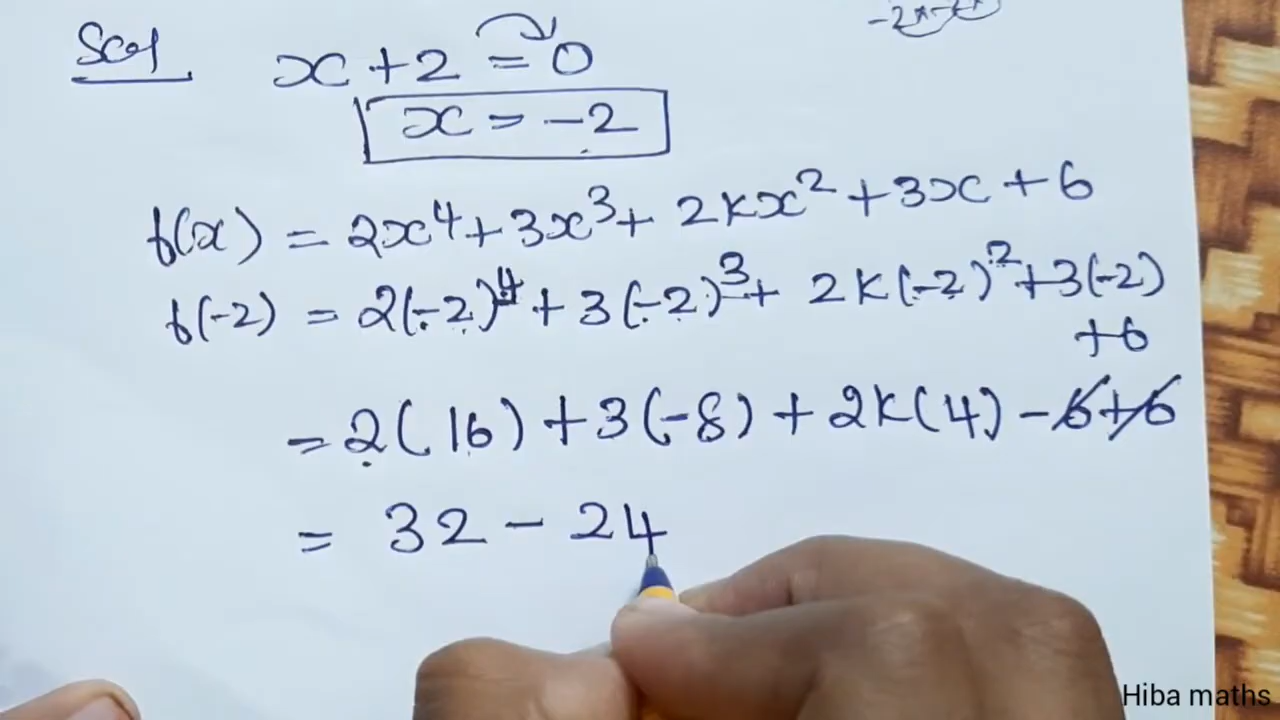 Sol x + 2 = 0
x = -2
f(x) = 2x⁴ + 3x³ + 2kx² + 3x + 6
f(-2) = 2(-2)⁴ + 3(-2)³ + 2k(-2)² + 3(-2)
+6
= 2(16) + 3(-8) + 2k(4) - 6 + 6
= 32 - 24
Hiba maths